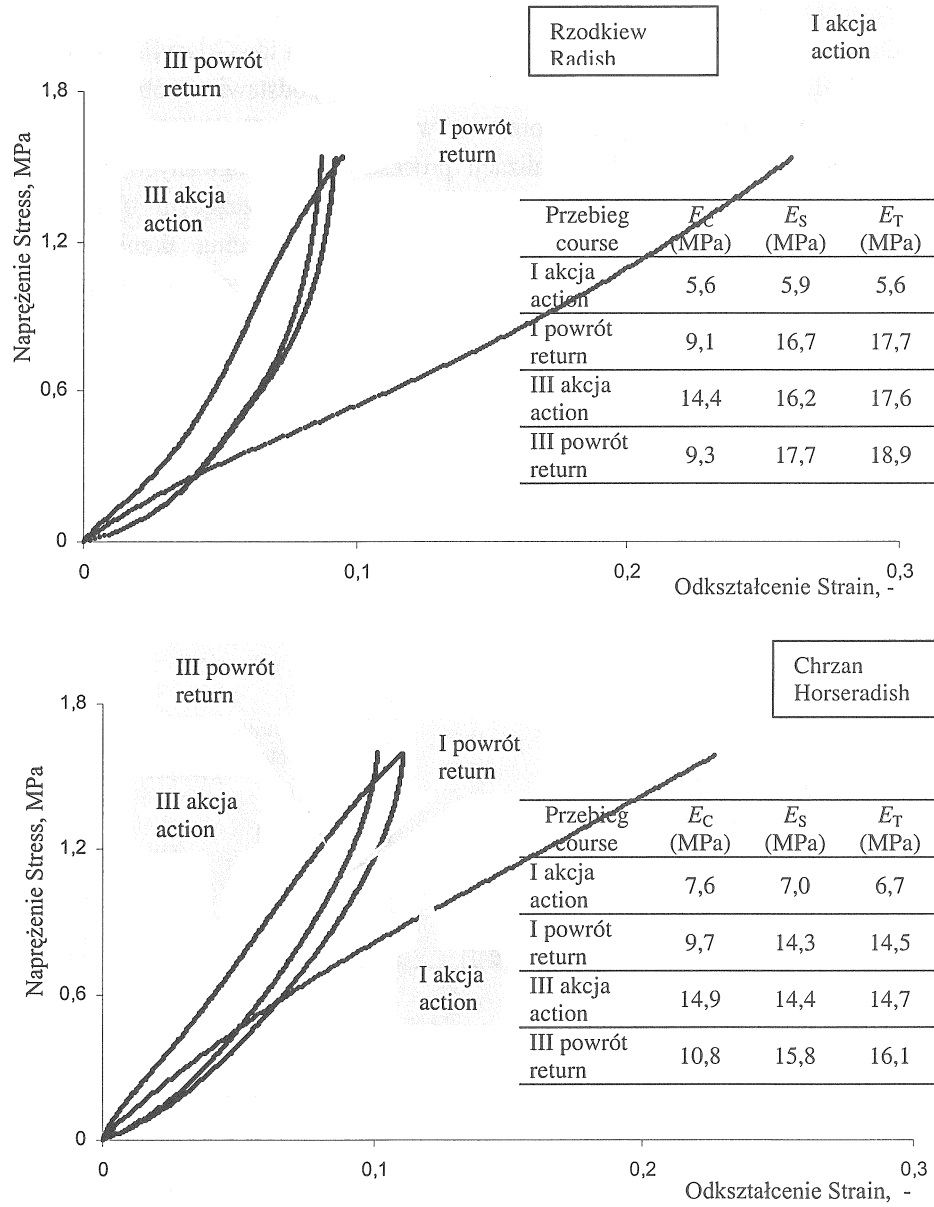 Rzodkiew
Radish
I akcja
action
III powrót
return
1,8
I powrót
return
III akcja
action
Naprężenie Stress, MPa
1,2
0,6
0
0
0,1
0,2
0,3
Odkształcenie Strain, -
Przebieg course E_C (MPa) E_S (MPa) E_T (MPa)
I akcja action 5,6 5,9 5,6
I powrót return 9,1 16,7 17,7
III akcja action 14,4 16,2 17,6
III powrót return 9,3 17,7 18,9
Chrzan
Horseradish
III powrót
return
1,8
I powrót
return
III akcja
action
Naprężenie Stress, MPa
1,2
I akcja
action
0,6
0
0
0,1
0,2
0,3
Odkształcenie Strain, -
Przebieg course E_C (MPa) E_S (MPa) E_T (MPa)
I akcja action 7,6 7,0 6,7
I powrót return 9,7 14,3 14,5
III akcja action 14,9 14,4 14,7
III powrót return 10,8 15,8 16,1